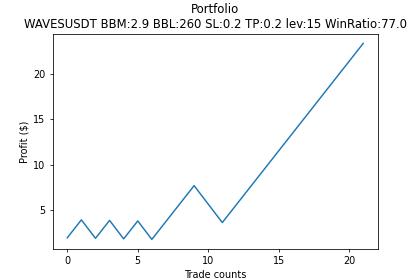 Portfolio
WAVESUSDT BBM:2.9 BBL:260 SL:0.2 TP:0.2 lev:15 WinRatio:77.0
Profit ($)
20
15
10
5
0 5 10 15 20
Trade counts